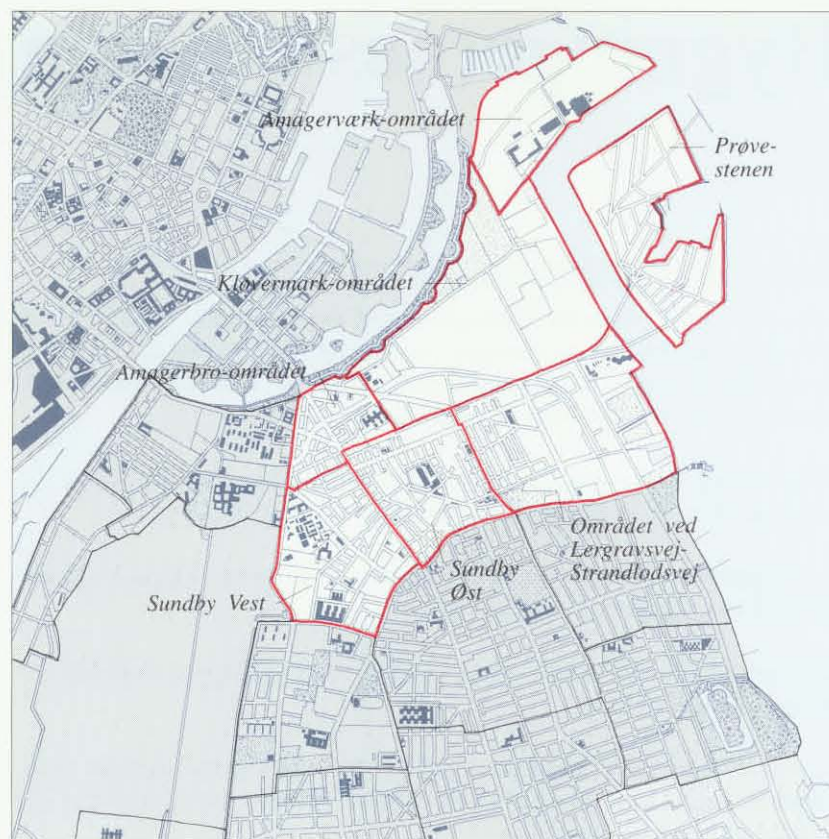 Amagerværk-området
Prøve-
stenen
Kløvermark-området
Amagerbro-området
Området ved
Lergravsvej-
Strandlodsvej
Sundby
Øst
Sundby Vest